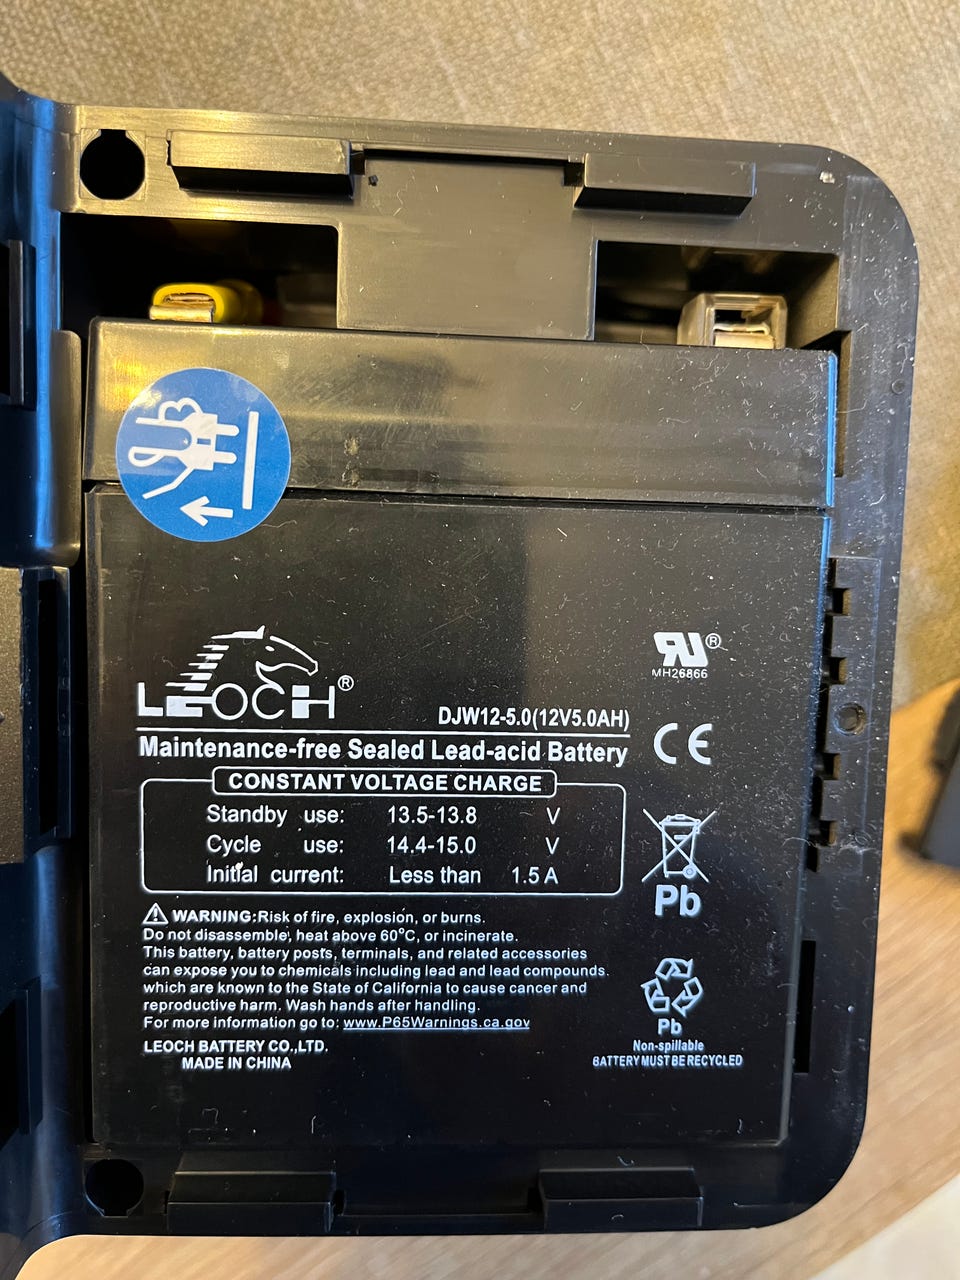 LEOCH®
DJW12-5.0(12V5.0AH)
Maintenance-free Sealed Lead-acid Battery
CONSTANT VOLTAGE CHARGE
Standby use: 13.5-13.8 V
Cycle use: 14.4-15.0 V
Initial current: Less than 1.5 A
WARNING:Risk of fire, explosion, or burns.
Do not disassemble, heat above 60°C, or incinerate.
This battery, battery posts, terminals, and related accessories
can expose you to chemicals including lead and lead compounds.
which are known to the State of California to cause cancer and
reproductive harm. Wash hands after handling.
For more information go to: www.P65Warnings.ca.gov
LEOCH BATTERY CO.,LTD.
MADE IN CHINA
RU®
MH26866
CE
Pb
Pb
Non-spillable
BATTERY MUST BE RECYCLED